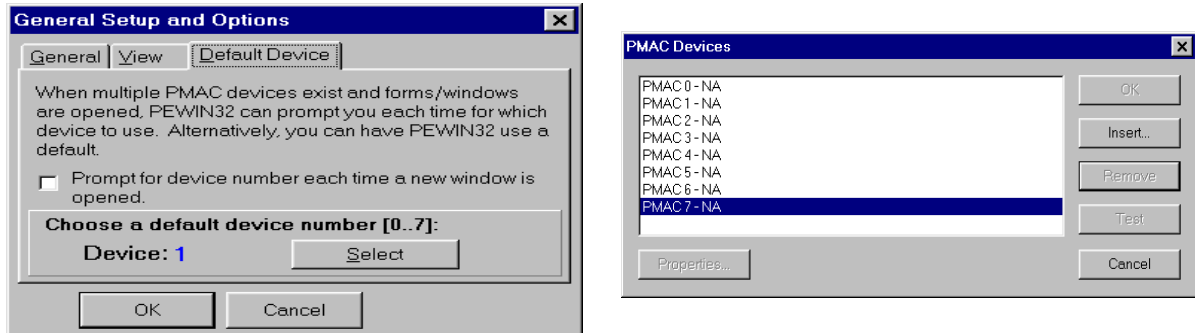 General Setup and Options
General View Default Device
When multiple PMAC devices exist and forms/windows
are opened, PEWIN32 can prompt you each time for which
device to use. Alternatively, you can have PEWIN32 use a
default.
Prompt for device number each time a new window is
opened.
Choose a default device number [0..7]:
Device: 1 Select
OK Cancel
PMAC Devices
PMAC 0 - NA
PMAC 1 - NA
PMAC 2 - NA
PMAC 3 - NA
PMAC 4 - NA
PMAC 5 - NA
PMAC 6 - NA
PMAC 7 - NA
OK
Insert...
Remove
Test
Properties...
Cancel